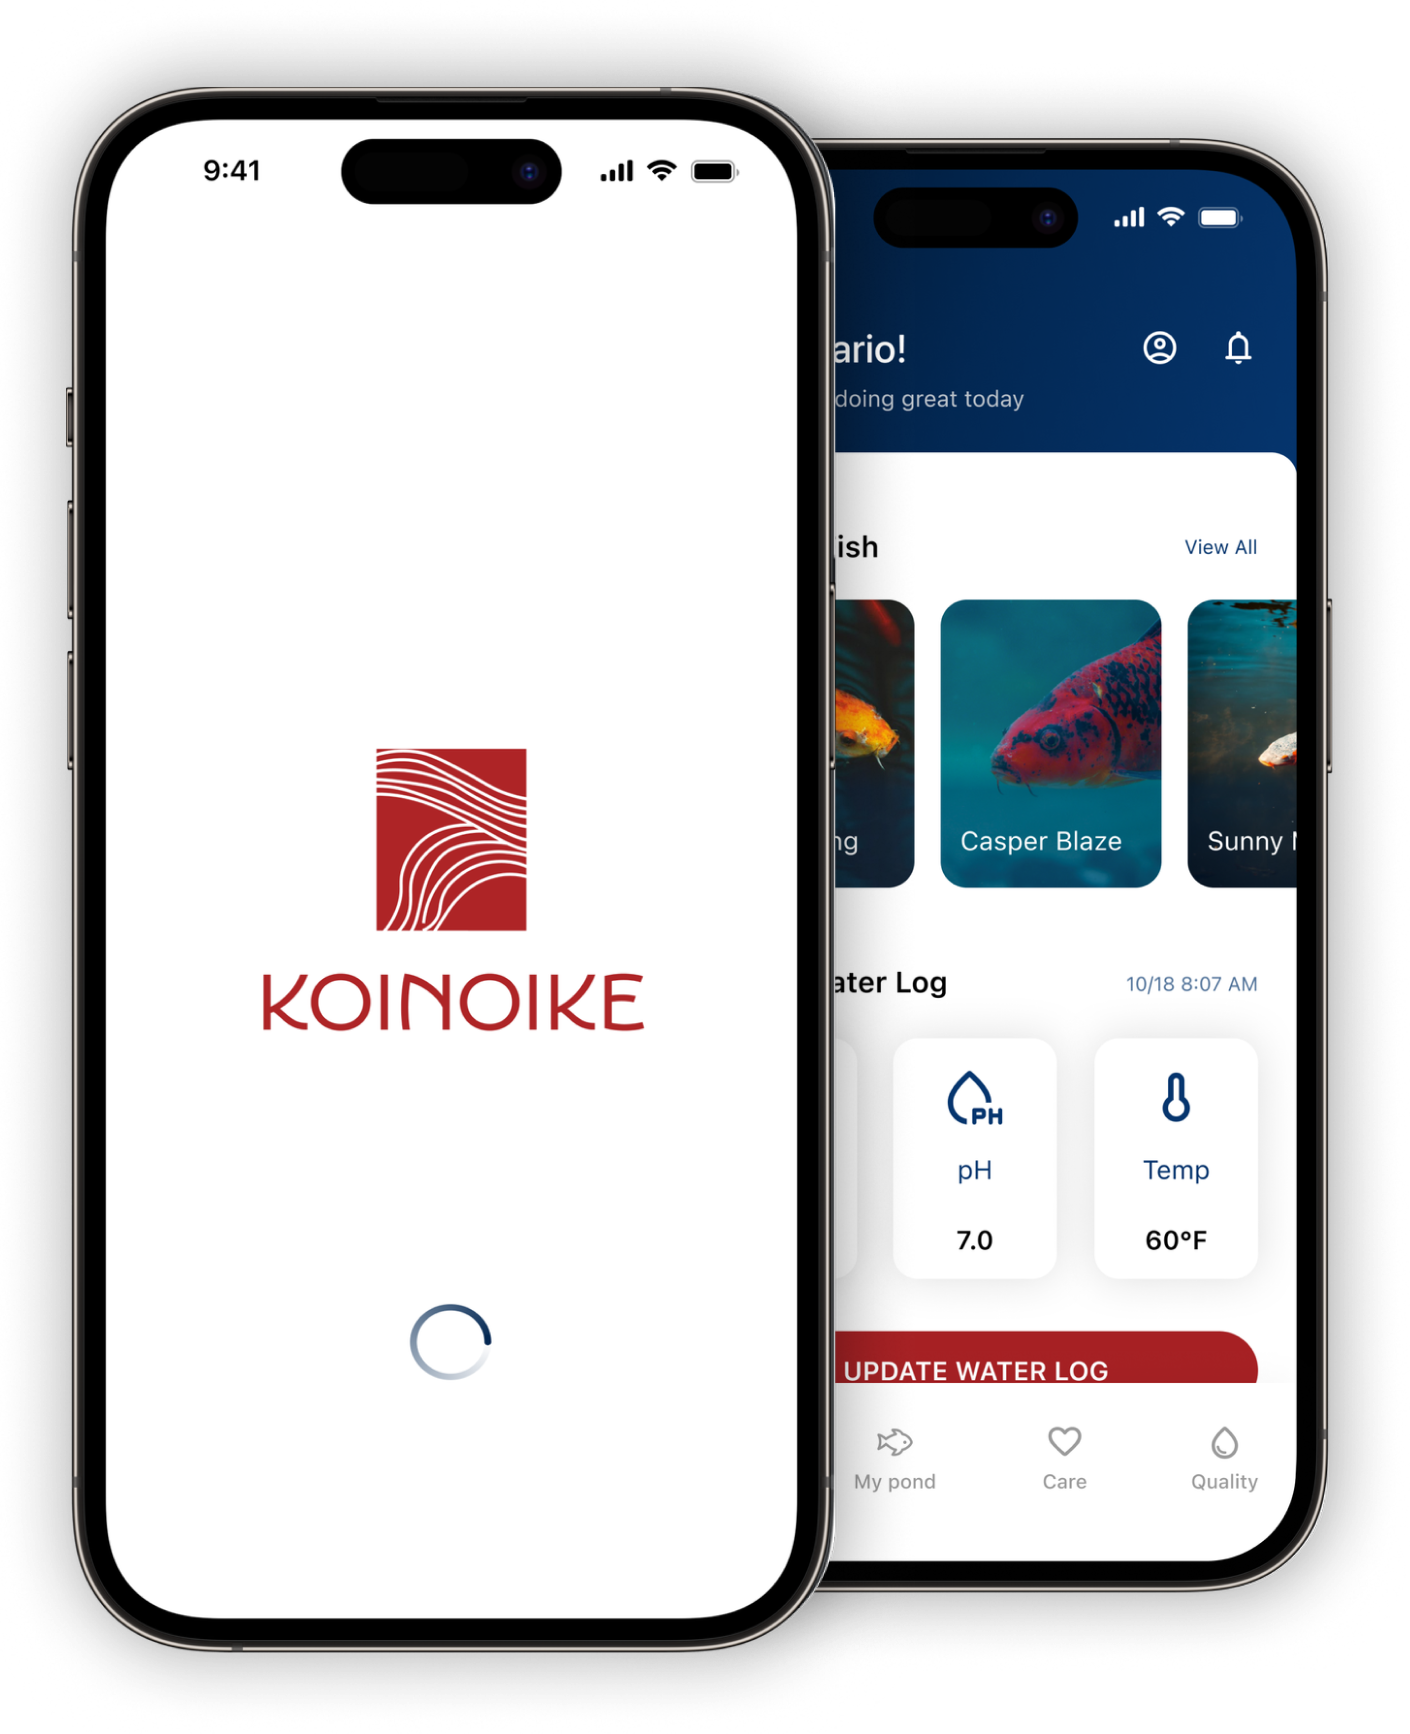 9:41
KOINOIKE
ario!
doing great today
ish
View All
ng
Casper Blaze
Sunny
ater Log
10/18 8:07 AM
PH
pH
7.0
Temp
60°F
UPDATE WATER LOG
My pond
Care
Quality